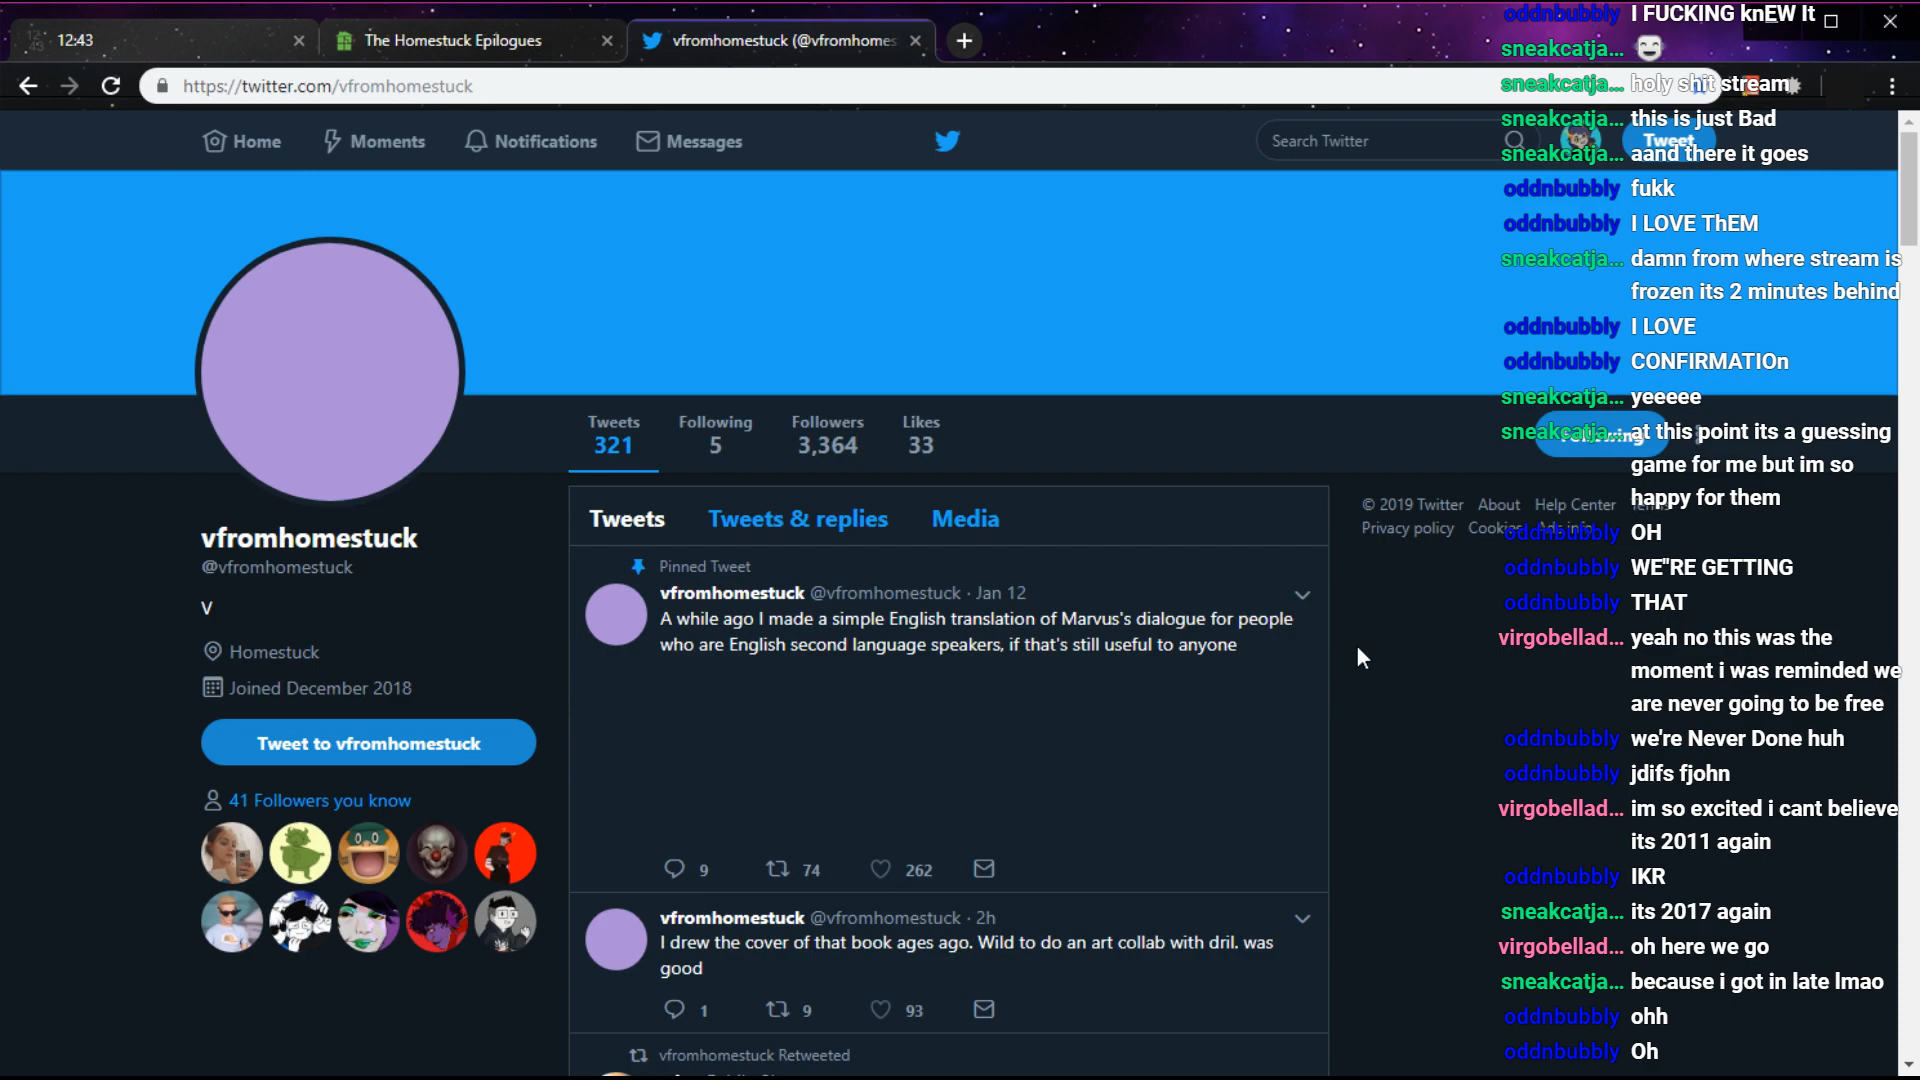 12:43
The Homestuck Epilogues
vfromhomestuck (@vfromhomes
https://twitter.com/vfromhomestuck
Home
Moments
Notifications
Messages
Search Twitter
Tweet
Tweets
321
Following
5
Followers
3,364
Likes
33
Following
vfromhomestuck
@vfromhomestuck
v
Homestuck
Joined December 2018
Tweet to vfromhomestuck
41 Followers you know
Tweets
Tweets & replies
Media
Pinned Tweet
vfromhomestuck @vfromhomestuck · Jan 12
A while ago I made a simple English translation of Marvus's dialogue for people
who are English second language speakers, if that's still useful to anyone
9
74
262
vfromhomestuck @vfromhomestuck · 2h
I drew the cover of that book ages ago. Wild to do an art collab with dril. was
good
1
9
93
vfromhomestuck Retweeted
© 2019 Twitter About Help Center Terms
Privacy policy Cookies Ads info
oddnbubbly I FUCKING knEW It
sneakcatja...
sneakcatja... holy shit stream
sneakcatja... this is just Bad
sneakcatja... aand there it goes
oddnbubbly fukk
oddnbubbly I LOVE ThEM
sneakcatja... damn from where stream is
frozen its 2 minutes behind
oddnbubbly I LOVE
oddnbubbly CONFIRMATIOn
sneakcatja... yeeeee
sneakcatja... at this point its a guessing
game for me but im so
happy for them
oddnbubbly OH
oddnbubbly WE"RE GETTING
oddnbubbly THAT
virgobellad... yeah no this was the
moment i was reminded we
are never going to be free
oddnbubbly we're Never Done huh
oddnbubbly jdifs fjohn
virgobellad... im so excited i cant believe
its 2011 again
oddnbubbly IKR
sneakcatja... its 2017 again
virgobellad... oh here we go
sneakcatja... because i got in late lmao
oddnbubbly ohh
oddnbubbly Oh